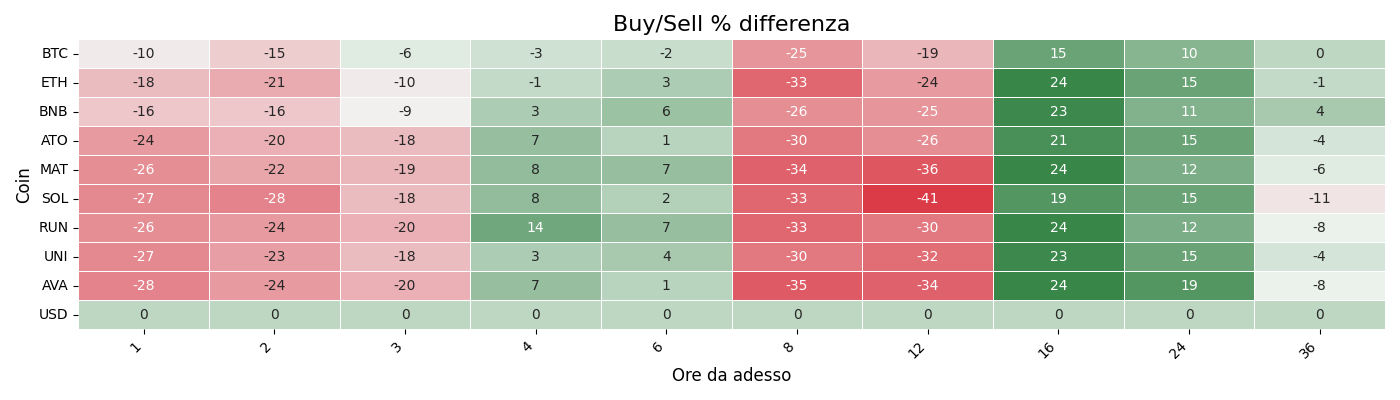 Buy/Sell % differenza
Coin
BTC -10 -15 -6 -3 -2 -25 -19 15 10 0
ETH -18 -21 -10 -1 3 -33 -24 24 15 -1
BNB -16 -16 -9 3 6 -26 -25 23 11 4
ATO -24 -20 -18 7 1 -30 -26 21 15 -4
MAT -26 -22 -19 8 7 -34 -36 24 12 -6
SOL -27 -28 -18 8 2 -33 -41 19 15 -11
RUN -26 -24 -20 14 7 -33 -30 24 12 -8
UNI -27 -23 -18 3 4 -30 -32 23 15 -4
AVA -28 -24 -20 7 1 -35 -34 24 19 -8
USD 0 0 0 0 0 0 0 0 0 0
1 2 3 4 6 8 12 16 24 36
Ore da adesso